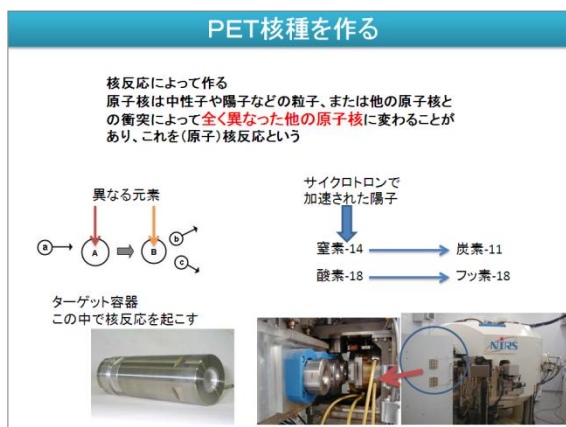 PET核種を作る
核反応によって作る
原子核は中性子や陽子などの粒子、または他の原子核と
の衝突によって全く異なった他の原子核に変わることが
あり、これを(原子)核反応という
異なる元素
a
A
B
b
c
サイクロトロンで
加速された陽子
窒素-14
炭素-11
酸素-18
フッ素-18
ターゲット容器
この中で核反応を起こす
NIRS